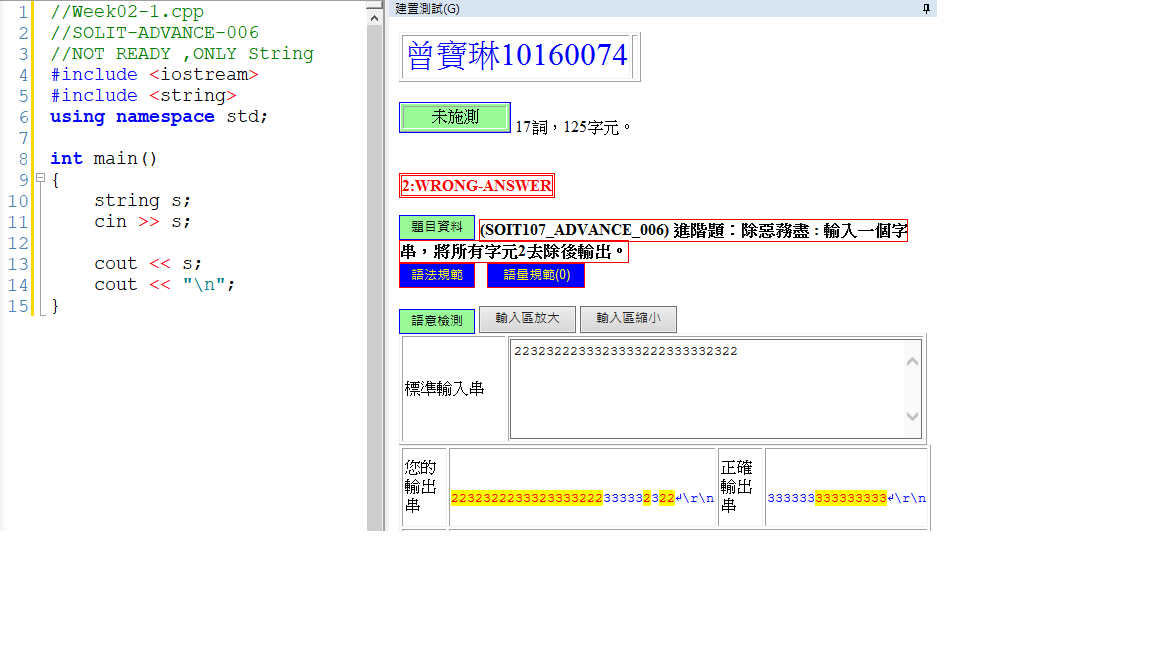 1 //Week02-1.cpp
2 //SOLIT-ADVANCE-006
3 //NOT READY ,ONLY String
4 #include <iostream>
5 #include <string>
6 using namespace std;
7
8 int main()
9 {
10 string s;
11 cin >> s;
12
13 cout << s;
14 cout << "\n";
15 }
建置測試(G)
曾寶琳10160074
未施測 17詞，125字元。
2:WRONG-ANSWER
題目資料 (SOIT107_ADVANCE_006) 進階題：除惡務盡 : 輸入一個字
串，將所有字元2去除後輸出。
語法規範 語量規範(0)
語意檢測 輸入區放大 輸入區縮小
標準輸入串 2232322233323333222333332322
您的
輸出
串
2232322233323333222333332322↲\r\n
正確
輸出
串
333333333333333↲\r\n